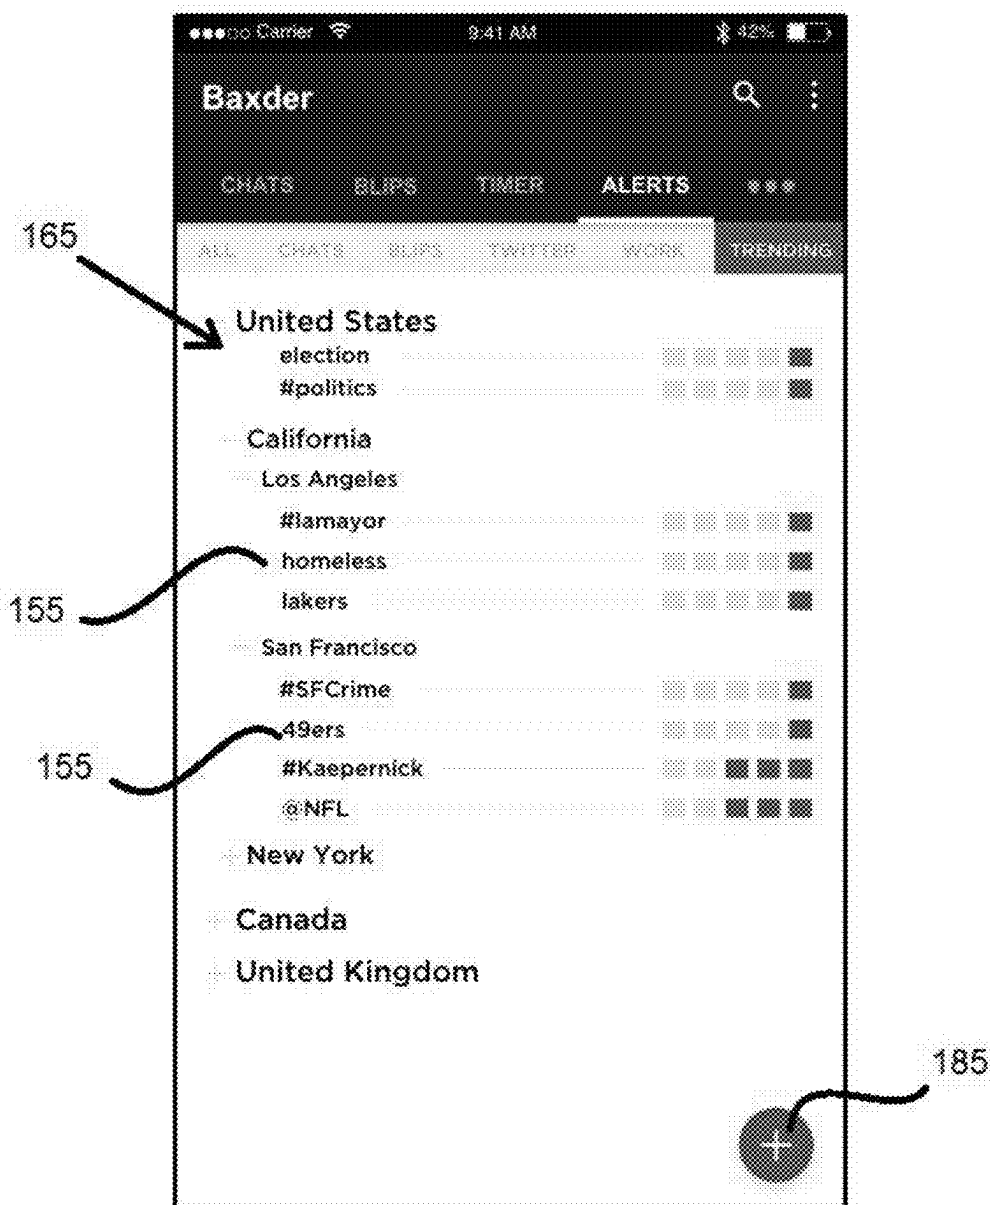 Carrier 9:41 AM 42%
Baxder
CHATS BLIPS TIMER ALERTS
ALL CHATS BLIPS TWITTER WORK TRENDING
165
United States
election
#politics
California
Los Angeles
#lamayor
155 homeless
lakers
San Francisco
#SFCrime
155 49ers
#Kaepernick
@NFL
New York
Canada
United Kingdom
185
+